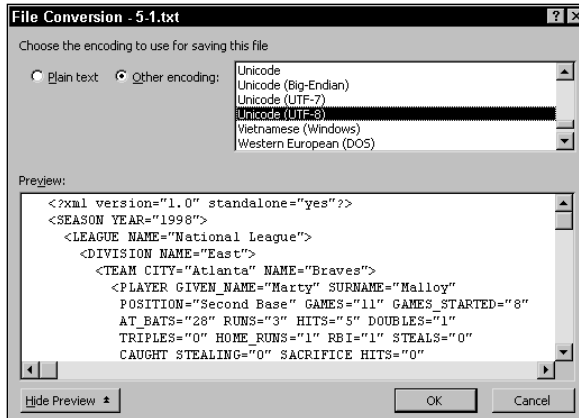 File Conversion - 5-1.txt
Choose the encoding to use for saving this file
Plain text
Other encoding:
Unicode
Unicode (Big-Endian)
Unicode (UTF-7)
Unicode (UTF-8)
Vietnamese (Windows)
Western European (DOS)
Preview:
<?xml version="1.0" standalone="yes"?>
<SEASON YEAR="1998">
<LEAGUE NAME="National League">
<DIVISION NAME="East">
<TEAM CITY="Atlanta" NAME="Braves">
<PLAYER GIVEN_NAME="Marty" SURNAME="Malloy"
POSITION="Second Base" GAMES="11" GAMES_STARTED="8"
AT_BATS="28" RUNS="3" HITS="5" DOUBLES="1"
TRIPLES="0" HOME_RUNS="1" RBI="1" STEALS="0"
CAUGHT_STEALING="0" SACRIFICE_HITS="0"
Hide Preview
OK
Cancel